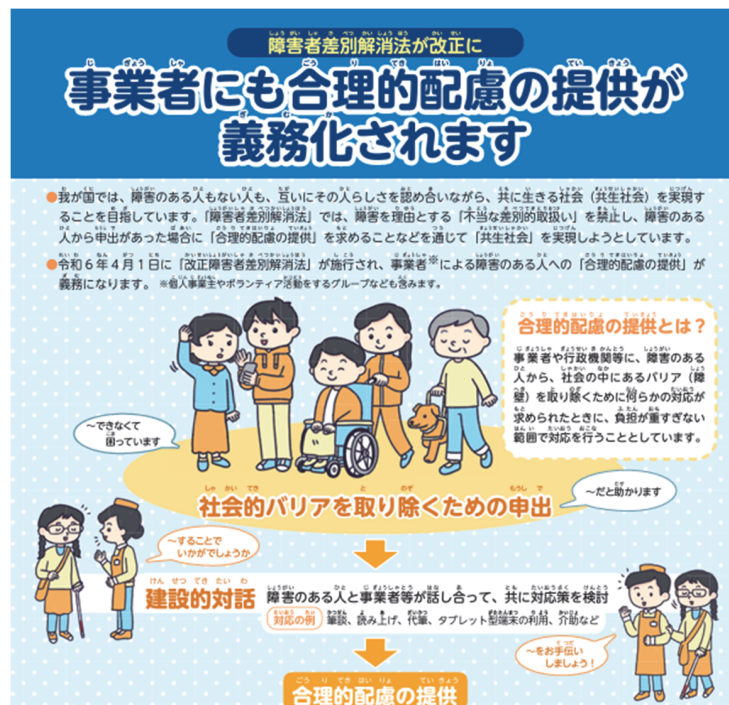 障害者差別解消法が改正に
事業者にも合理的配慮の提供が
義務化されます
●我が国では、障害のある人もない人も、互いにその人らしさを認め合いながら、共に生きる社会（共生社会）を実現す
ることを目指しています。「障害者差別解消法」では、障害を理由とする「不当な差別的取扱い」を禁止し、障害のある
人から申出があった場合に「合理的配慮の提供」を求めることなどを通じて「共生社会」を実現しようとしています。
●令和６年４月１日に「改正障害者差別解消法」が施行され、事業者※による障害のある人への「合理的配慮の提供」が
義務になります。 ※個人事業主やボランティア活動をするグループなども含みます。
合理的配慮の提供とは？
事業者や行政機関等に、障害のある
人から、社会の中にあるバリア（障
壁）を取り除くために何らかの対応が
求められたときに、負担が重すぎない
範囲で対応を行うこととしています。
～できなくて
困っています
社会的バリアを取り除くための申出
～だと助かります
～することで
いかがでしょうか
建設的対話 障害のある人と事業者等が話し合って、共に対応策を検討
対応の例 筆談、読み上げ、代筆、タブレット型端末の利用、介助など
～をお手伝い
しましょう！
合理的配慮の提供